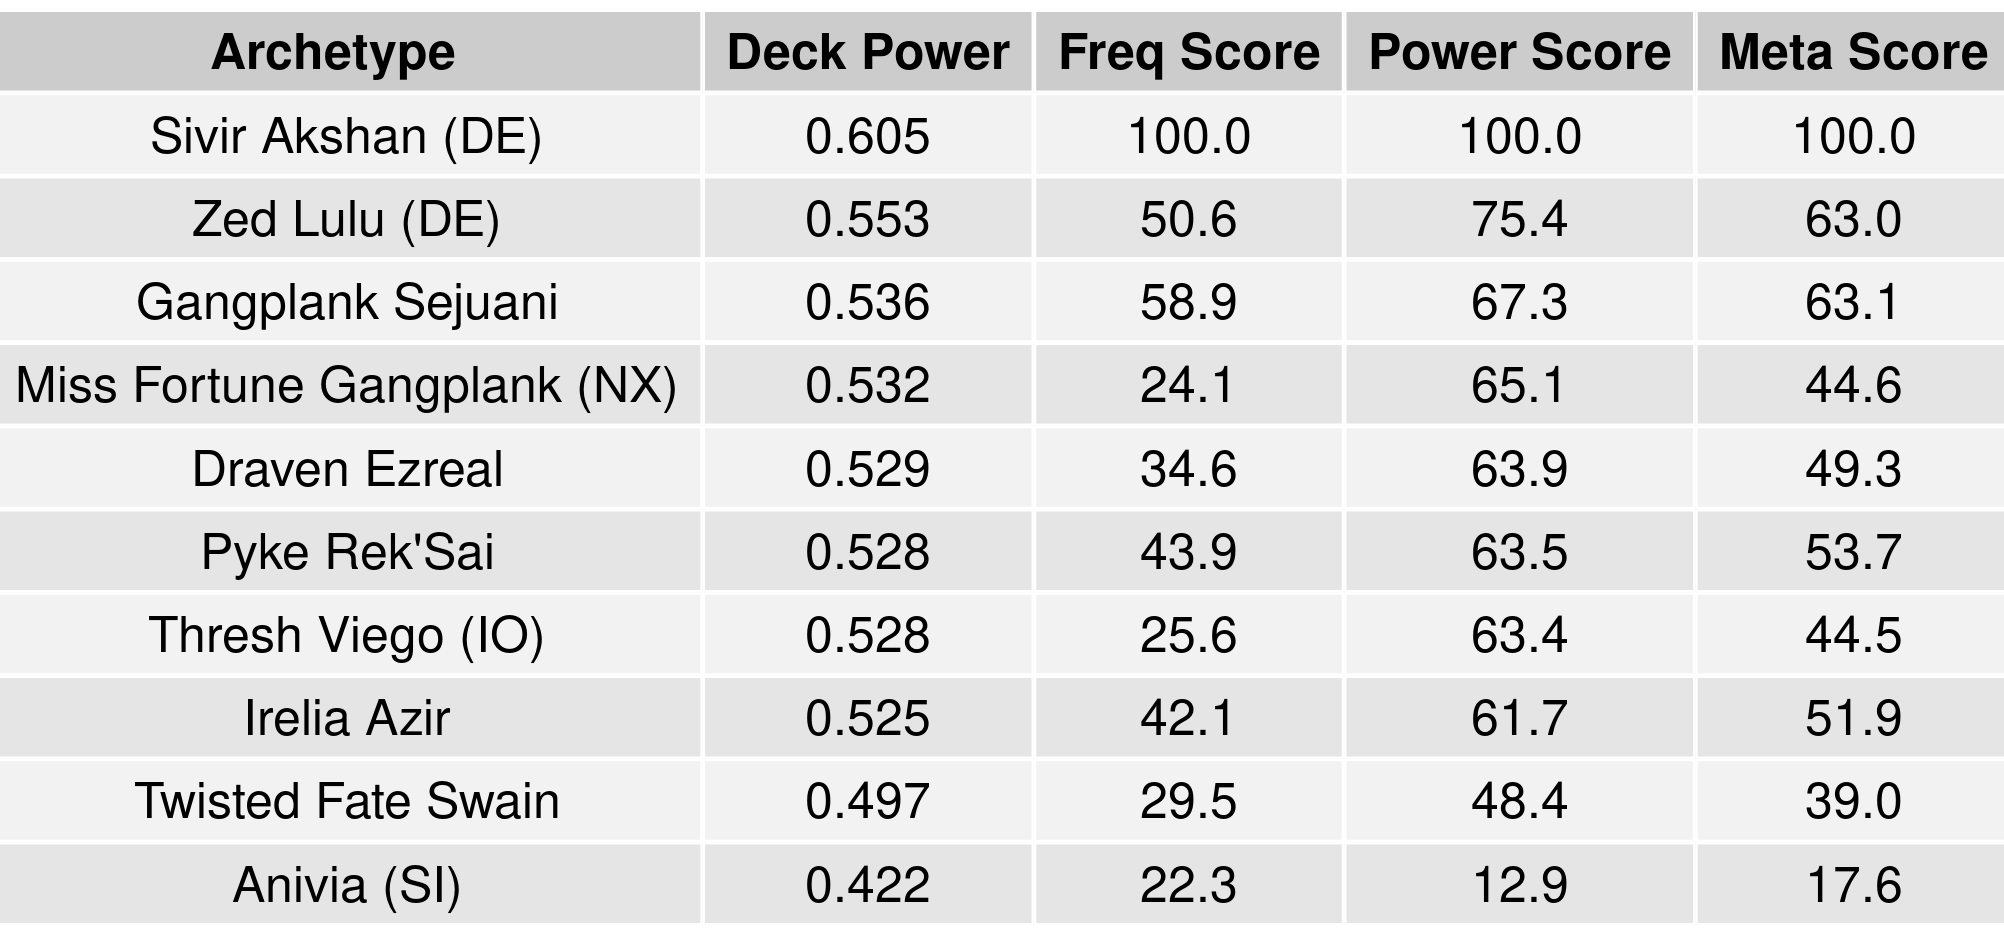 Archetype Deck Power Freq Score Power Score Meta Score
Sivir Akshan (DE) 0.605 100.0 100.0 100.0
Zed Lulu (DE) 0.553 50.6 75.4 63.0
Gangplank Sejuani 0.536 58.9 67.3 63.1
Miss Fortune Gangplank (NX) 0.532 24.1 65.1 44.6
Draven Ezreal 0.529 34.6 63.9 49.3
Pyke Rek'Sai 0.528 43.9 63.5 53.7
Thresh Viego (IO) 0.528 25.6 63.4 44.5
Irelia Azir 0.525 42.1 61.7 51.9
Twisted Fate Swain 0.497 29.5 48.4 39.0
Anivia (SI) 0.422 22.3 12.9 17.6